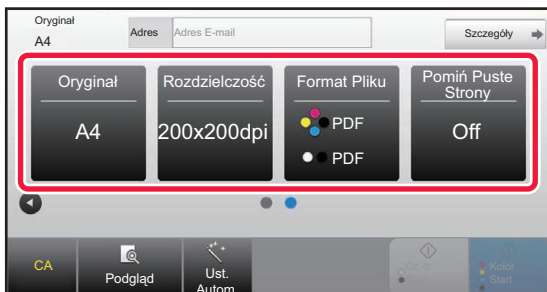 Oryginał
A4
Adres
Adres E-mail
Szczegóły
Oryginał
A4
Rozdzielczość
200x200dpi
Format Pliku
PDF
PDF
Pomiń Puste
Strony
Off
CA
Podgląd
Ust.
Autom.
Cz.-b.
Kolor
Start